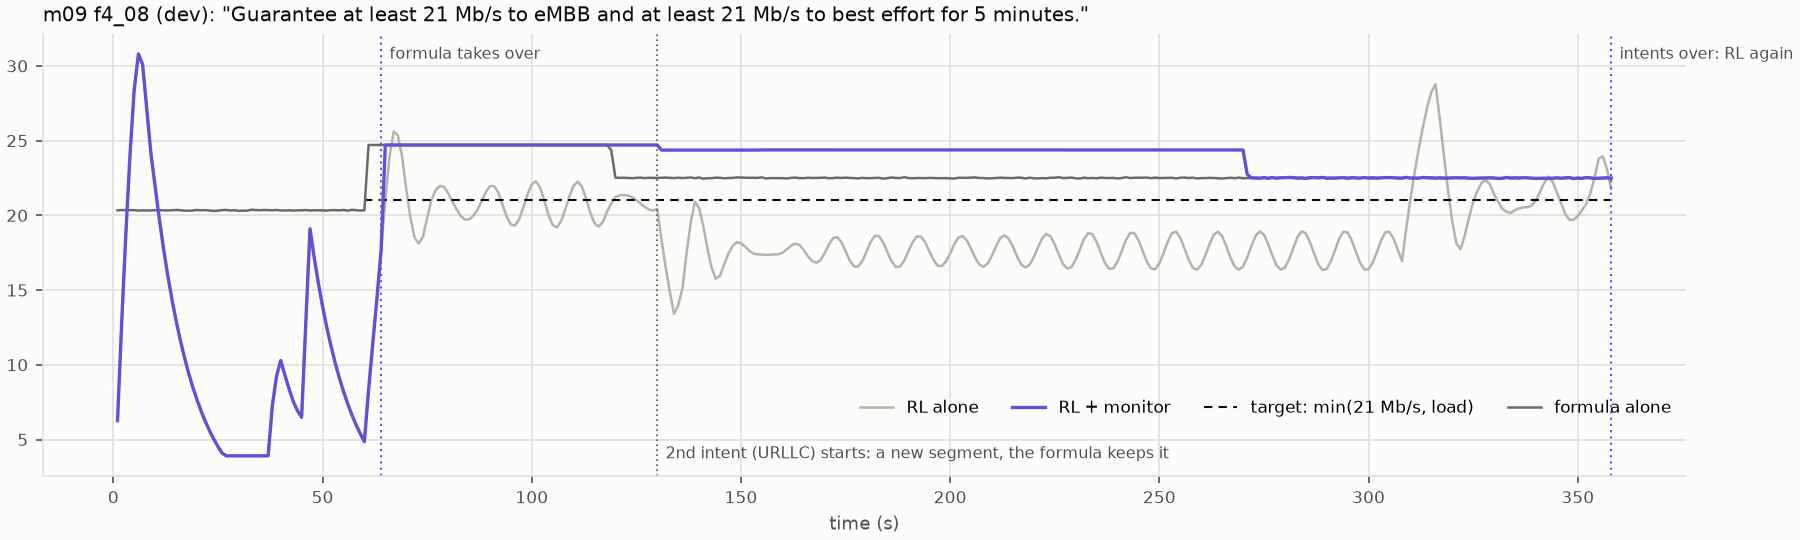 m09 f4_08 (dev): "Guarantee at least 21 Mb/s to eMBB and at least 21 Mb/s to best effort for 5 minutes."
formula takes over
intents over: RL again
30
25
20
15
10
5
RL alone
RL + monitor
target: min(21 Mb/s, load)
formula alone
2nd intent (URLLC) starts: a new segment, the formula keeps it
0
50
100
150
200
250
300
350
time (s)